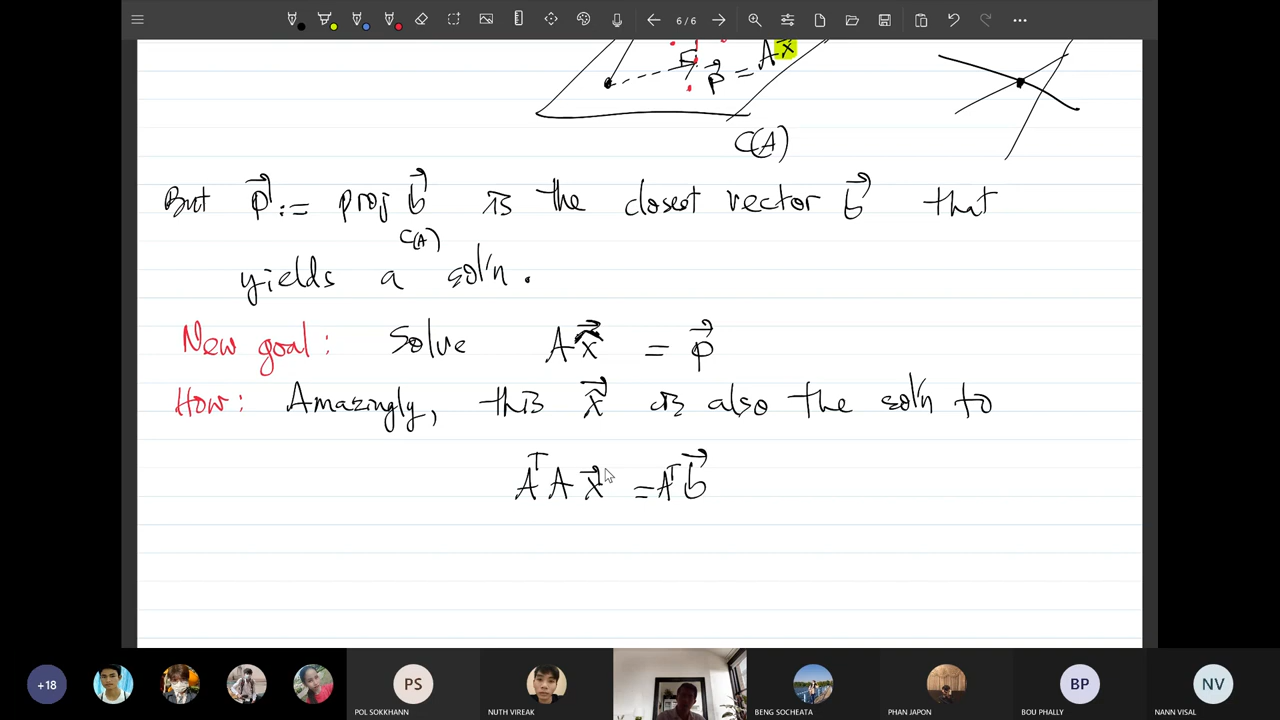 6 / 6
p⃗ = Ax⃗
C(A)
But p⃗ := proj b⃗ is the closest vector b⃗ that
C(A)
yields a sol'n.
New goal: Solve Ax⃗ = p⃗
How: Amazingly, this x⃗ is also the sol'n to
AᵀAx⃗ = Aᵀb⃗
+18
PS
BP
NV
POL SOKKHANN
NUTH VIREAK
BENG SOCHEATA
PHAN JAPON
BOU PHALLY
NANN VISAL